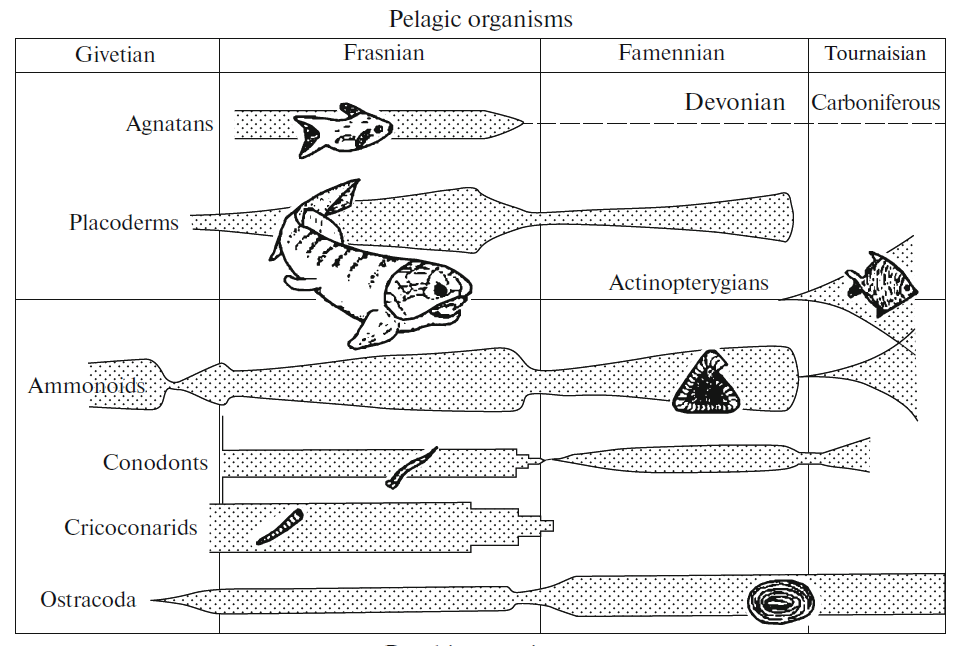 Pelagic organisms
Givetian Frasnian Famennian Tournaisian
Devonian Carboniferous
Agnatans
Placoderms
Actinopterygians
Ammonoids
Conodonts
Cricoconarids
Ostracoda